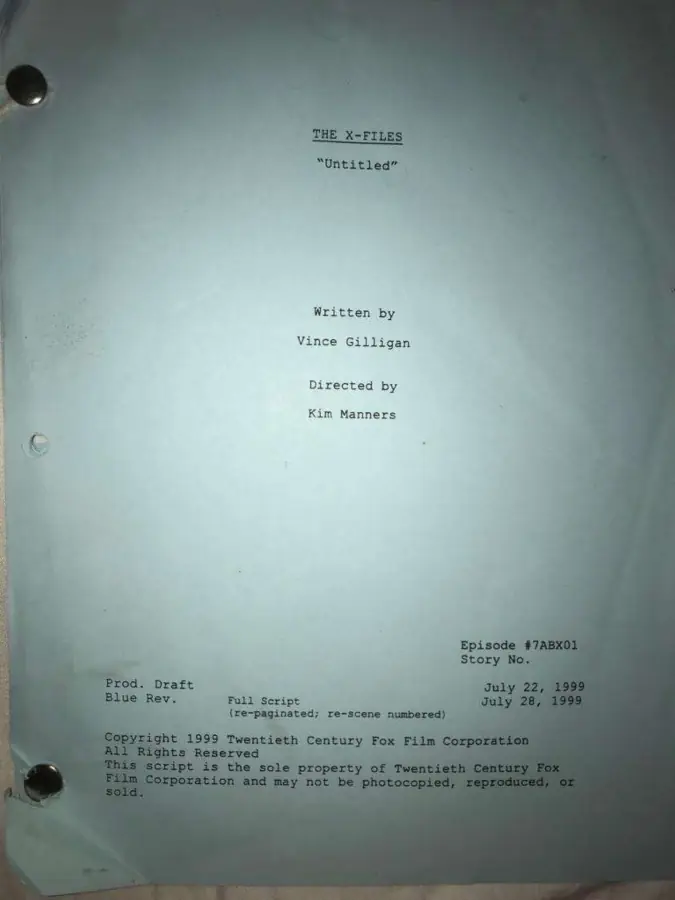 THE X-FILES
"Untitled"
Written by
Vince Gilligan
Directed by
Kim Manners
Episode #7ABX01
Story No.
Prod. Draft July 22, 1999
Blue Rev. Full Script July 28, 1999
(re-paginated; re-scene numbered)
Copyright 1999 Twentieth Century Fox Film Corporation
All Rights Reserved
This script is the sole property of Twentieth Century Fox
Film Corporation and may not be photocopied, reproduced, or
sold.